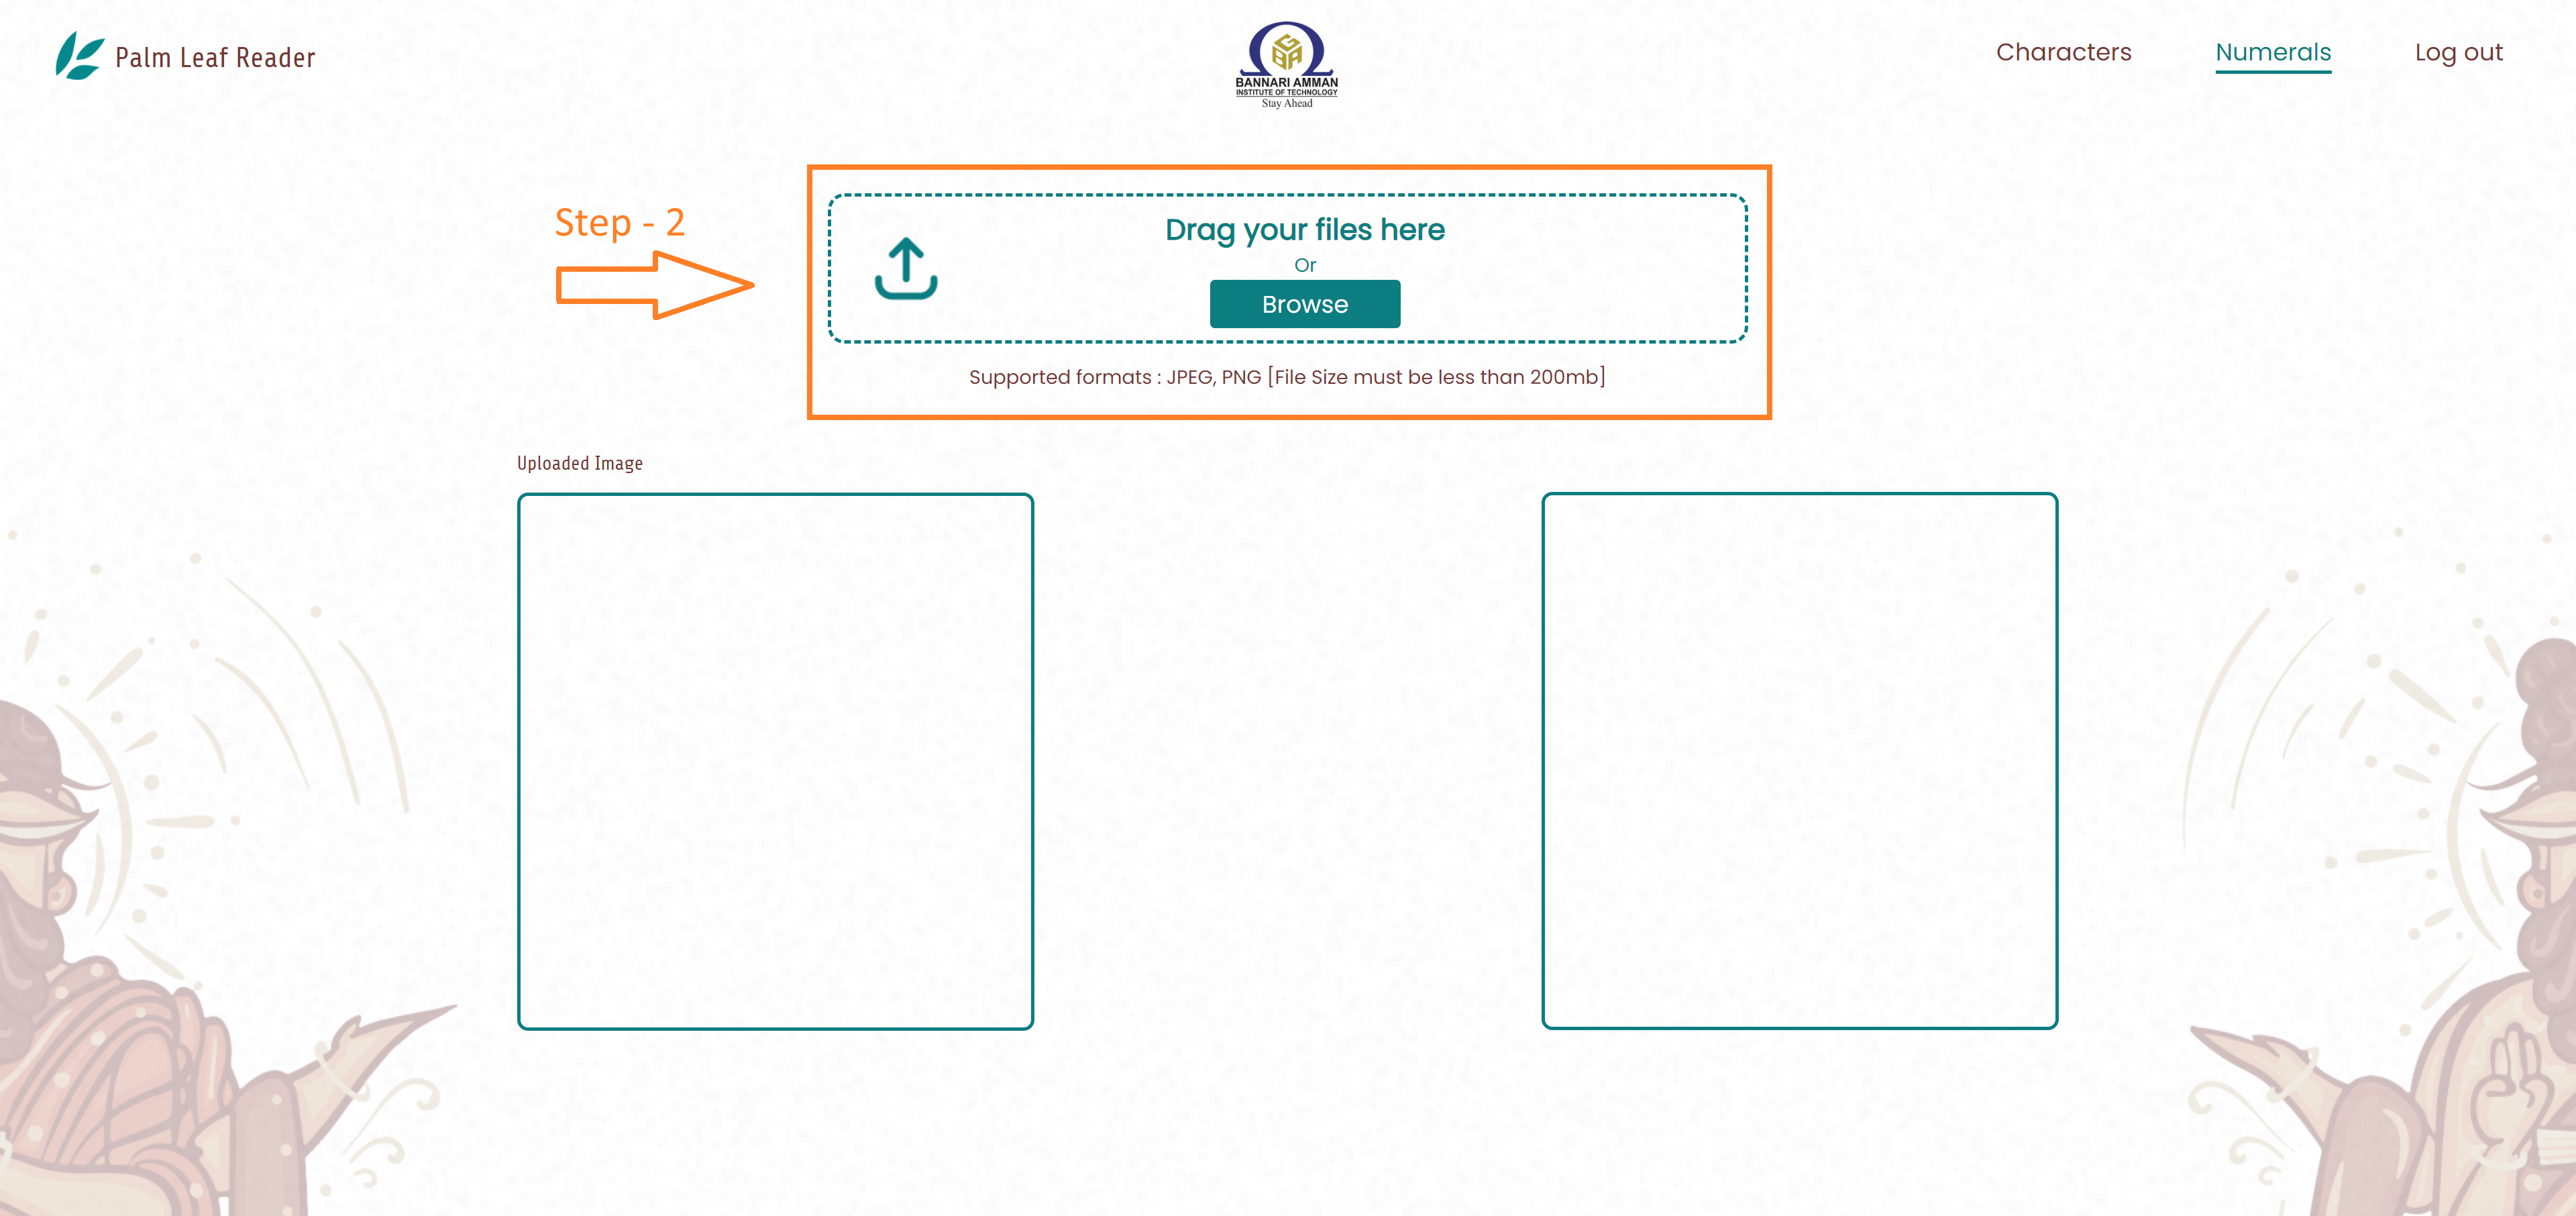 Palm Leaf Reader
GBA
BANNARI AMMAN
INSTITUTE OF TECHNOLOGY
Stay Ahead
Characters
Numerals
Log out
Step - 2
Drag your files here
Or
Browse
Supported formats : JPEG, PNG [File Size must be less than 200mb]
Uploaded Image